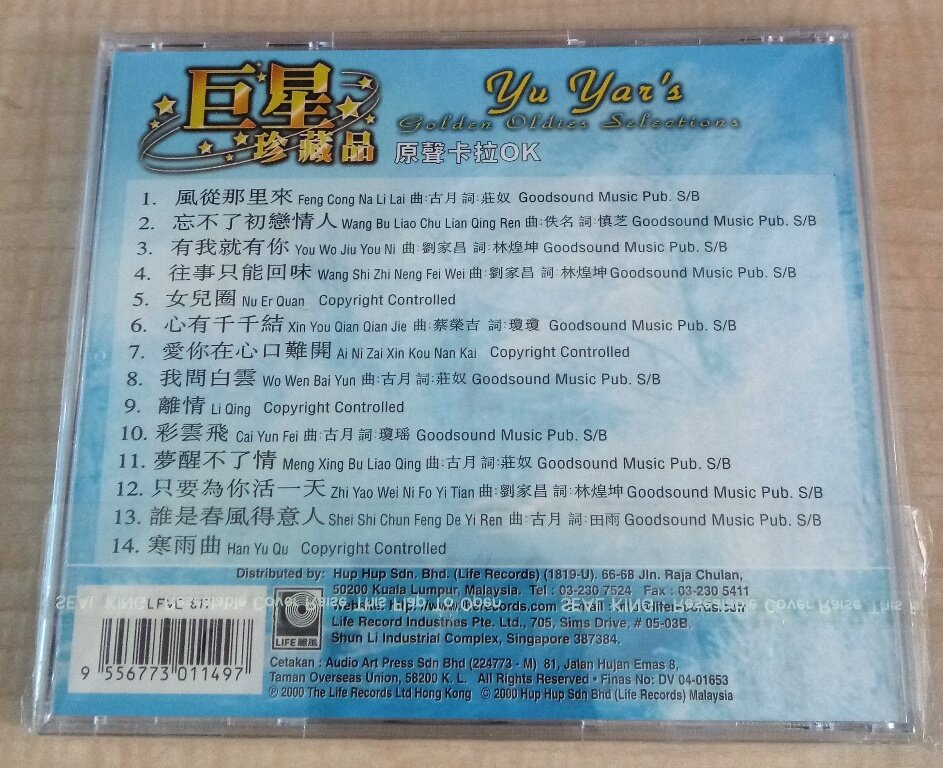 巨星
珍藏品
Yu Yar's
Golden Oldies Selections
原聲卡拉OK
1. 風從那里來 Feng Cong Na Li Lai 曲:古月 詞:莊奴 Goodsound Music Pub. S/B
2. 忘不了初戀情人 Wang Bu Liao Chu Lian Qing Ren 曲:佚名 詞:慎芝 Goodsound Music Pub. S/B
3. 有我就有你 You Wo Jiu You Ni 曲:劉家昌 詞:林煌坤 Goodsound Music Pub. S/B
4. 往事只能回味 Wang Shi Zhi Neng Fei Wei 曲:劉家昌 詞:林煌坤 Goodsound Music Pub. S/B
5. 女兒圈 Nu Er Quan Copyright Controlled
6. 心有千千結 Xin You Qian Qian Jie 曲:蔡榮吉 詞:瓊瓊 Goodsound Music Pub. S/B
7. 愛你在心口難開 Ai Ni Zai Xin Kou Nan Kai Copyright Controlled
8. 我問白雲 Wo Wen Bai Yun 曲:古月 詞:莊奴 Goodsound Music Pub. S/B
9. 離情 Li Qing Copyright Controlled
10. 彩雲飛 Cai Yun Fei 曲:古月 詞:瓊瑤 Goodsound Music Pub. S/B
11. 夢醒不了情 Meng Xing Bu Liao Qing 曲:古月 詞:莊奴 Goodsound Music Pub. S/B
12. 只要為你活一天 Zhi Yao Wei Ni Fo Yi Tian 曲:劉家昌 詞:林煌坤 Goodsound Music Pub. S/B
13. 誰是春風得意人 Shei Shi Chun Feng De Yi Ren 曲:古月 詞:田雨 Goodsound Music Pub. S/B
14. 寒雨曲 Han Yu Qu Copyright Controlled
Distributed by: Hup Hup Sdn. Bhd. (Life Records) (1819-U). 66-68 Jln. Raja Chulan,
50200 Kuala Lumpur, Malaysia. Tel : 03-230 7524 Fax : 03-230 5411
SEAL KING Resealable Cover Raise This Flap To Open SEAL KING Resealable Cover Raise This
Life Record Industries Pte. Ltd., 705, Sims Drive, # 05-03B,
Shun Li Industrial Complex, Singapore 387384.
LIFE 麗風
9 556773 011497
Cetakan : Audio Art Press Sdn Bhd (224773 - M) 81, Jalan Hujan Emas 8,
Taman Overseas Union, 58200 K. L. All Rights Reserved • Finas No: DV 04-01653
Ⓟ 2000 The Life Records Ltd Hong Kong © 2000 Hup Hup Sdn Bhd (Life Records) Malaysia